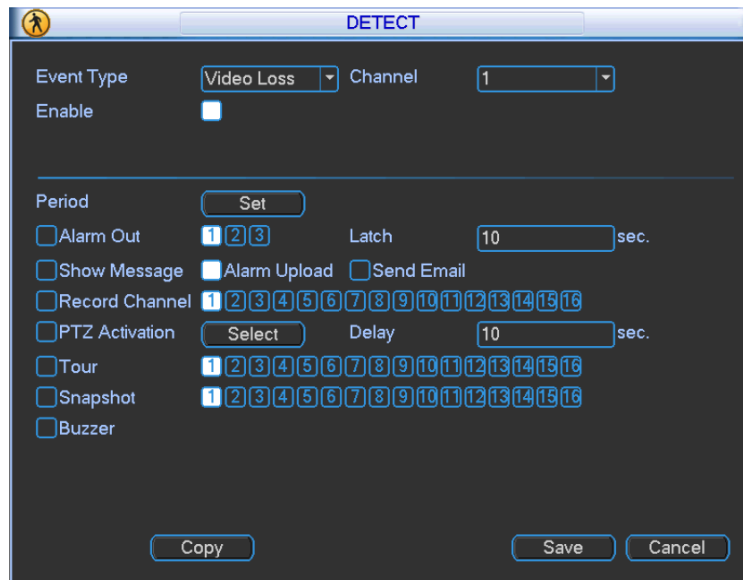 DETECT
Event Type Video Loss Channel 1
Enable
Period Set
Alarm Out 1 2 3 Latch 10 sec.
Show Message Alarm Upload Send Email
Record Channel 1 2 3 4 5 6 7 8 9 10 11 12 13 14 15 16
PTZ Activation Select Delay 10 sec.
Tour 1 2 3 4 5 6 7 8 9 10 11 12 13 14 15 16
Snapshot 1 2 3 4 5 6 7 8 9 10 11 12 13 14 15 16
Buzzer
Copy Save Cancel